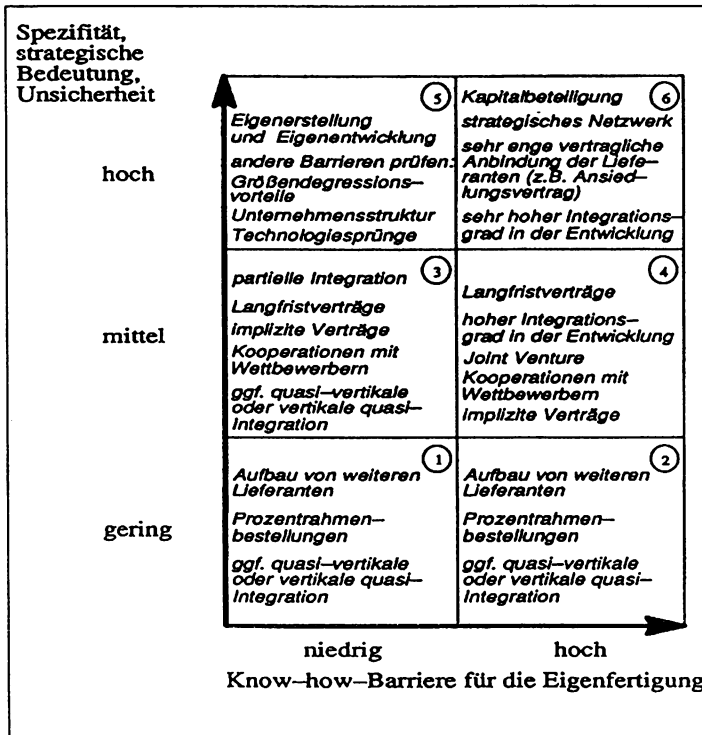 Spezifität,
strategische
Bedeutung,
Unsicherheit
hoch
5
Eigenerstellung
und Eigenentwicklung
andere Barrieren prüfen:
Größendegressions–
vorteile
Unternehmensstruktur
Technologiesprünge
6
Kapitalbeteiligung
strategisches Netzwerk
sehr enge vertragliche
Anbindung der Liefe–
ranten (z.B. Ansied–
lungsvertrag)
sehr hoher Integrations–
grad in der Entwicklung
mittel
3
partielle Integration
Langfristverträge
implizite Verträge
Kooperationen mit
Wettbewerbern
ggf. quasi–vertikale
oder vertikale quasi–
Integration
4
Langfristverträge
hoher Integrations–
grad in der Entwicklung
Joint Venture
Kooperationen mit
Wettbewerbern
implizite Verträge
gering
1
Aufbau von weiteren
Lieferanten
Prozentrahmen–
bestellungen
ggf. quasi–vertikale
oder vertikale quasi–
Integration
2
Aufbau von weiteren
Lieferanten
Prozentrahmen–
bestellungen
ggf. quasi–vertikale
oder vertikale quasi–
Integration
niedrig
hoch
Know–how–Barriere für die Eigenfertigung